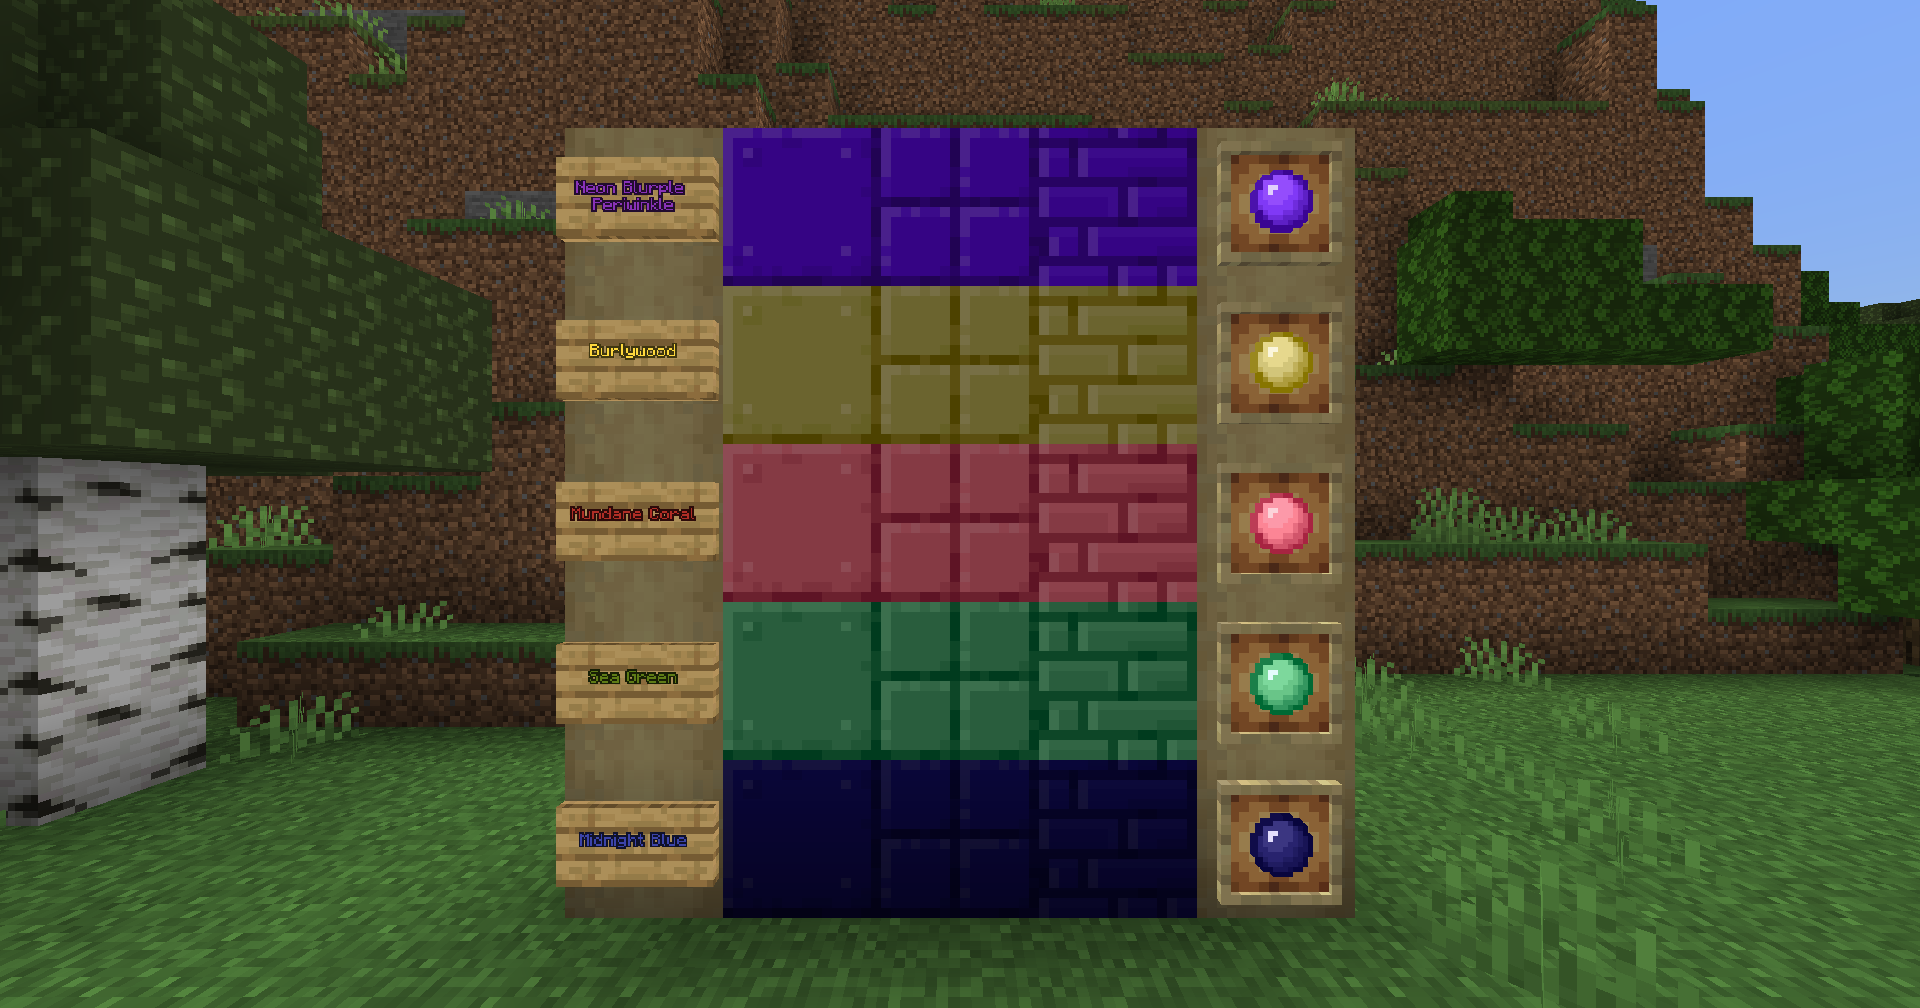 Neon Blurple
Periwinkle
Burlywood
Mundane Coral
Sea Green
Midnight Blue